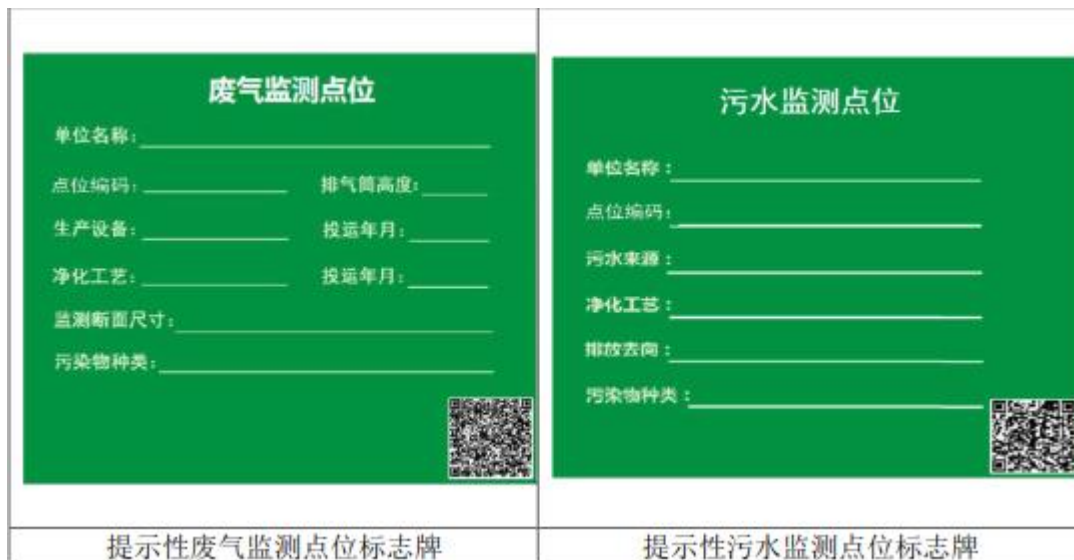 废气监测点位
单位名称：
点位编码：
排气筒高度：
生产设备：
投运年月：
净化工艺：
投运年月：
监测断面尺寸：
污染物种类：
提示性废气监测点位标志牌
污水监测点位
单位名称：
点位编码：
污水来源：
净化工艺：
排放去向：
污染物种类：
提示性污水监测点位标志牌